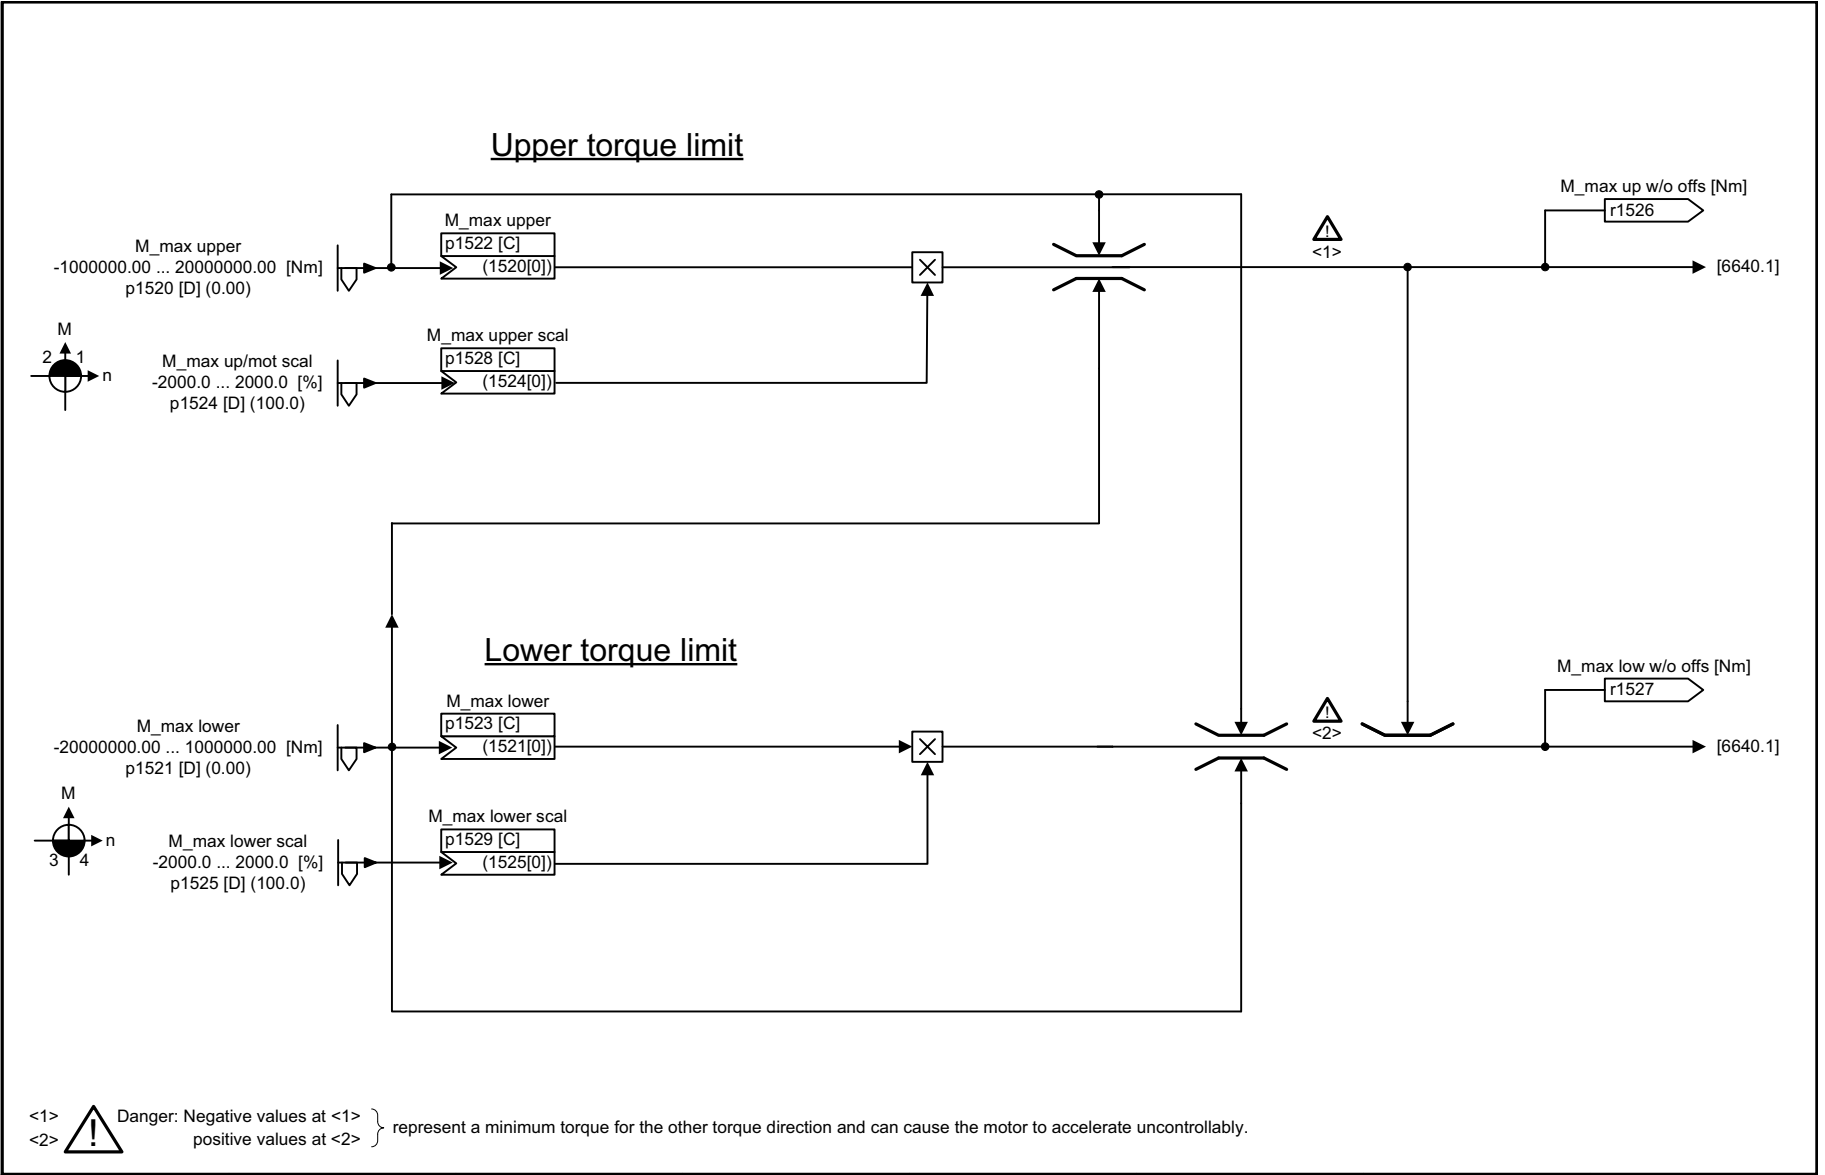 Upper torque limit
M_max up w/o offs [Nm]
r1526
M_max upper
p1522 [C]
(1520[0])
M_max upper
-1000000.00 ... 20000000.00 [Nm]
p1520 [D] (0.00)
<1>
[6640.1]
M_max upper scal
p1528 [C]
(1524[0])
M
2 1
n
M_max up/mot scal
-2000.0 ... 2000.0 [%]
p1524 [D] (100.0)
Lower torque limit
M_max low w/o offs [Nm]
r1527
M_max lower
p1523 [C]
(1521[0])
M_max lower
-20000000.00 ... 1000000.00 [Nm]
p1521 [D] (0.00)
<2>
[6640.1]
M_max lower scal
p1529 [C]
(1525[0])
M
n
3 4
M_max lower scal
-2000.0 ... 2000.0 [%]
p1525 [D] (100.0)
<1> Danger: Negative values at <1>
<2> positive values at <2>
represent a minimum torque for the other torque direction and can cause the motor to accelerate uncontrollably.